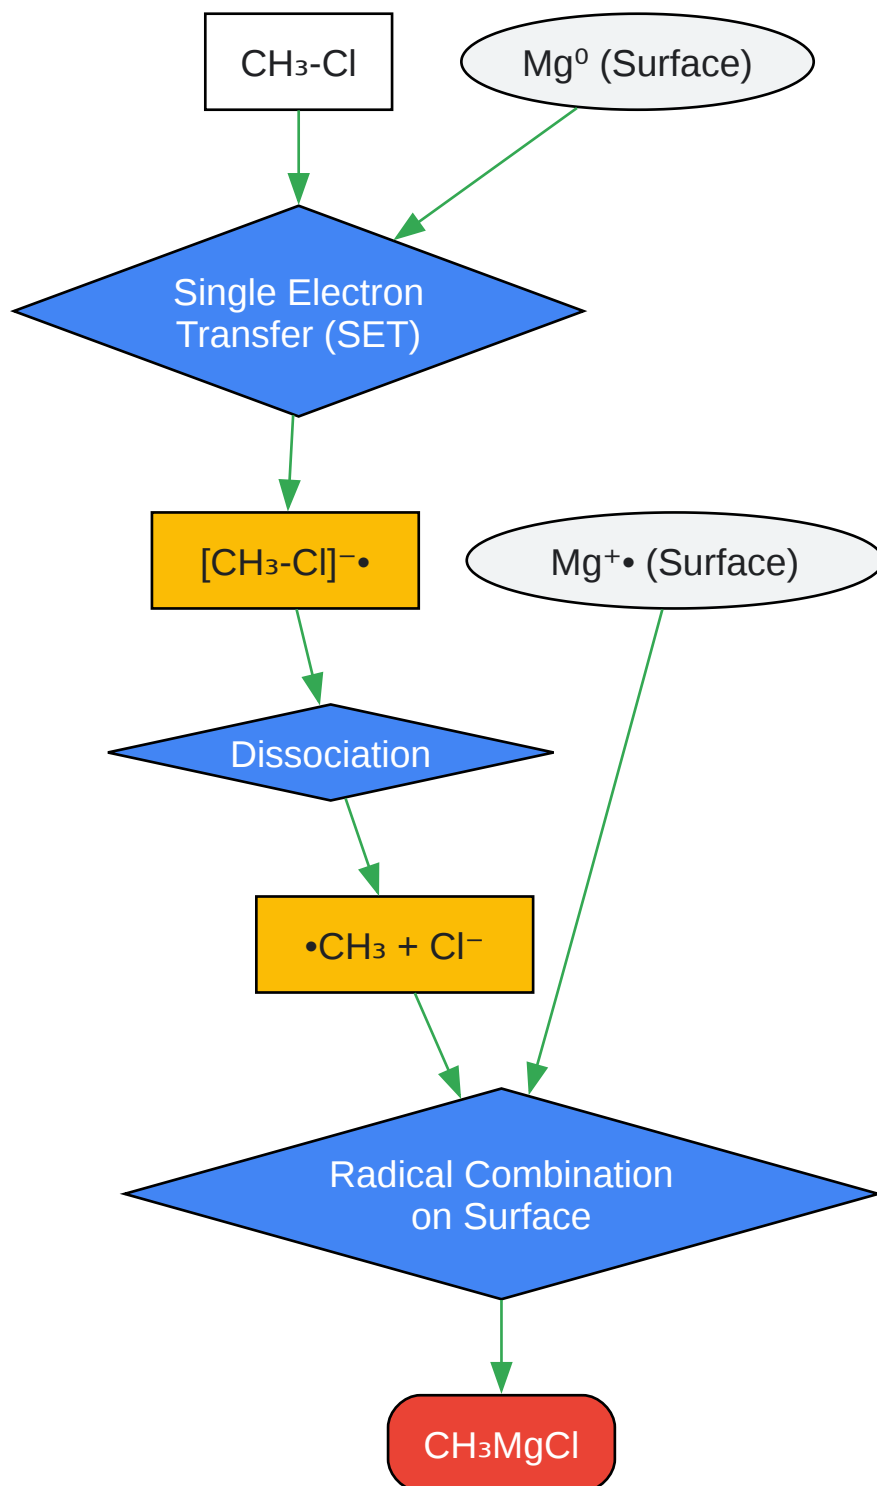 CH₃-Cl
Mg⁰ (Surface)
Single Electron
Transfer (SET)
[CH₃-Cl]⁻•
Mg⁺• (Surface)
Dissociation
•CH₃ + Cl⁻
Radical Combination
on Surface
CH₃MgCl